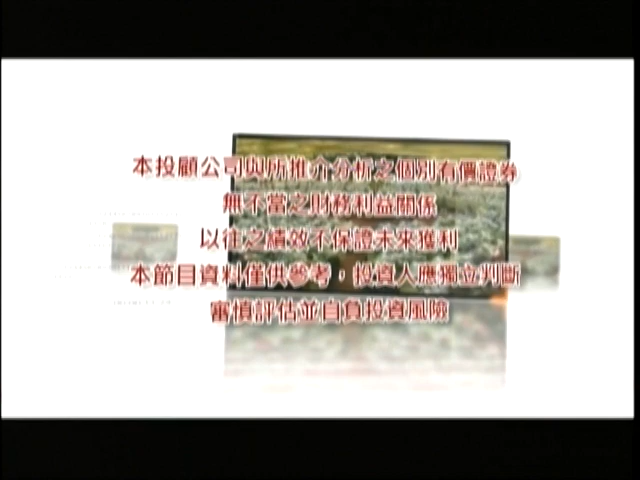 本投顧公司與所推介分析之個別有價證券
無不當之財務利益關係
以往之績效不保證未來獲利
本節目資料僅供參考，投資人應獨立判斷
審慎評估並自負投資風險